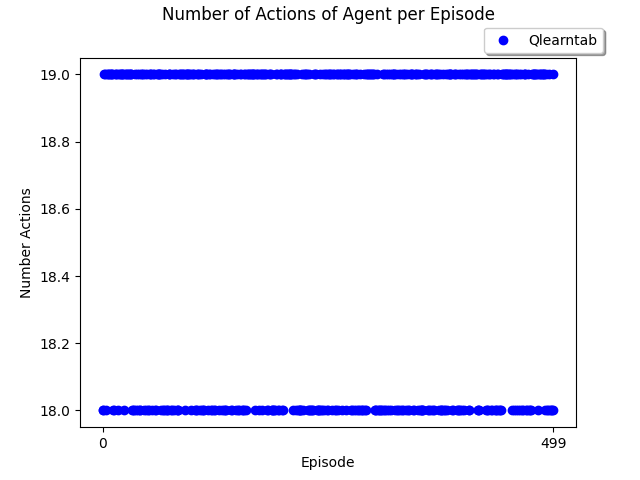 Number of Actions of Agent per Episode
Qlearntab
19.0
18.8
18.6
18.4
18.2
18.0
Number Actions
0
499
Episode